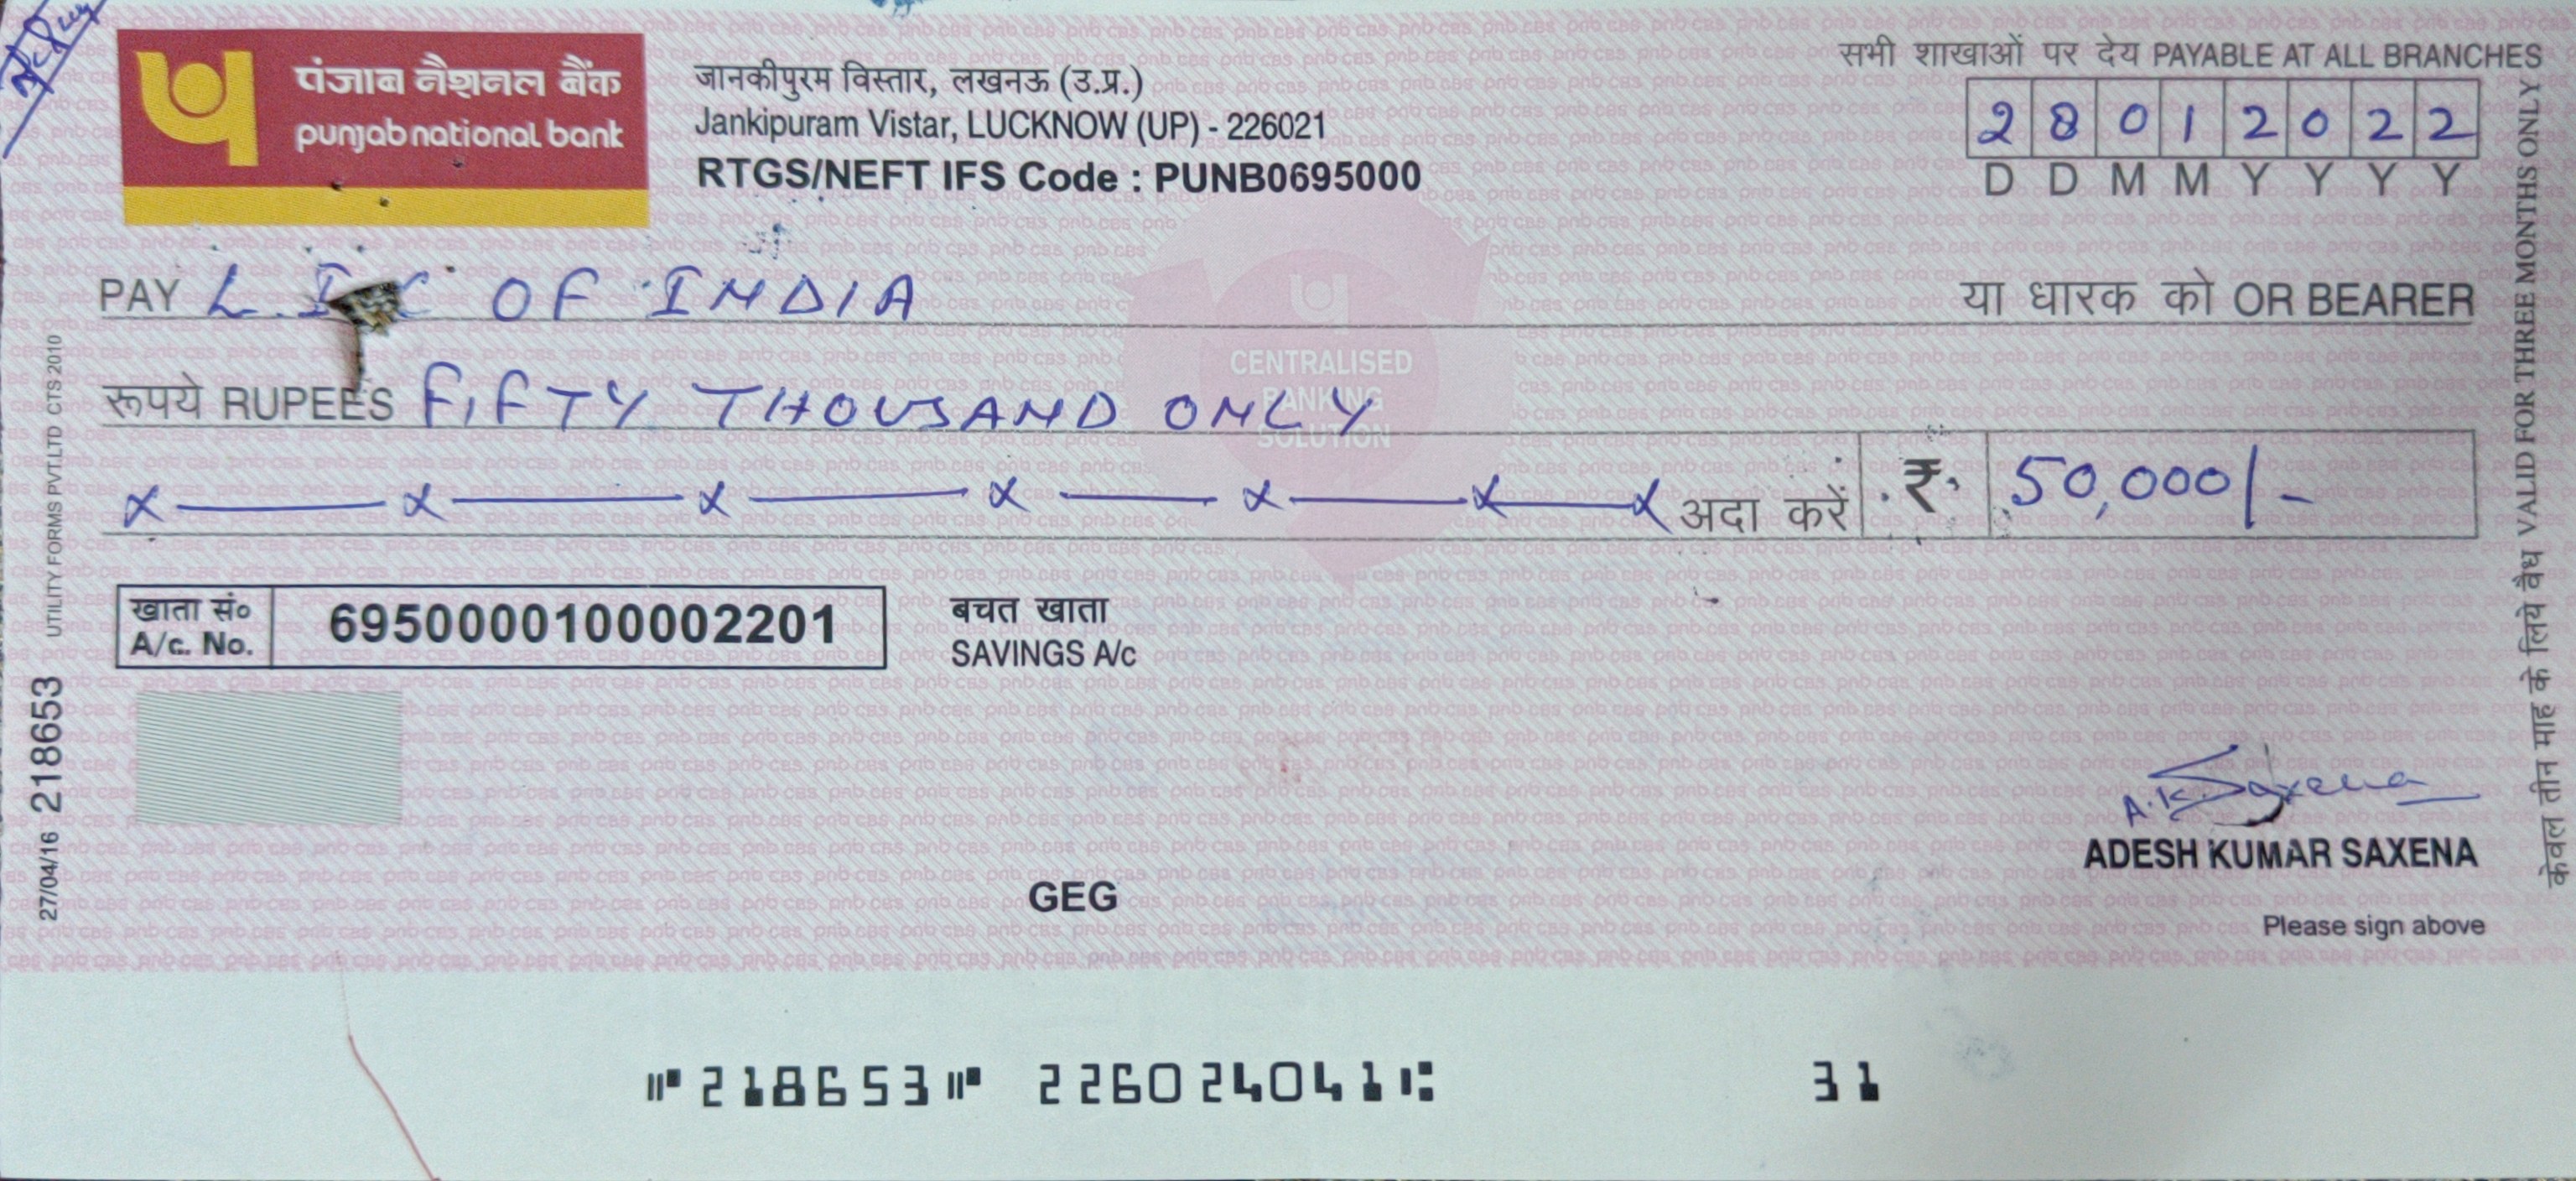 A/c Payee
पंजाब नैशनल बैंक
punjab national bank
जानकीपुरम विस्तार, लखनऊ (उ.प्र.)
Jankipuram Vistar, LUCKNOW (UP) - 226021
RTGS/NEFT IFS Code : PUNB0695000
सभी शाखाओं पर देय PAYABLE AT ALL BRANCHES
2 8 0 1 2 0 2 2
D D M M Y Y Y Y
PAY L.IC OF INDIA या धारक को OR BEARER
CENTRALISED
BANKING
SOLUTION
रूपये RUPEES FIFTY THOUSAND ONLY
अदा करें ₹ 50,000/-
खाता सं० A/c. No. 6950000100002201
बचत खाता
SAVINGS A/c
A.K. Saxena
ADESH KUMAR SAXENA
GEG
Please sign above
27/04/16 218653 UTILITY FORMS PVT.LTD CTS 2010
केवल तीन माह के लिये वैध VALID FOR THREE MONTHS ONLY
⑈218653⑈ 226024041⑆ 31